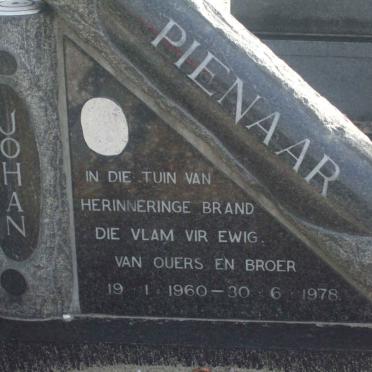 JOHAN
PIENAAR
IN DIE TUIN VAN
HERINNERINGE BRAND
DIE VLAM VIR EWIG.
VAN OUERS EN BROER
19 · 1 · 1960 — 30 · 6 · 1978